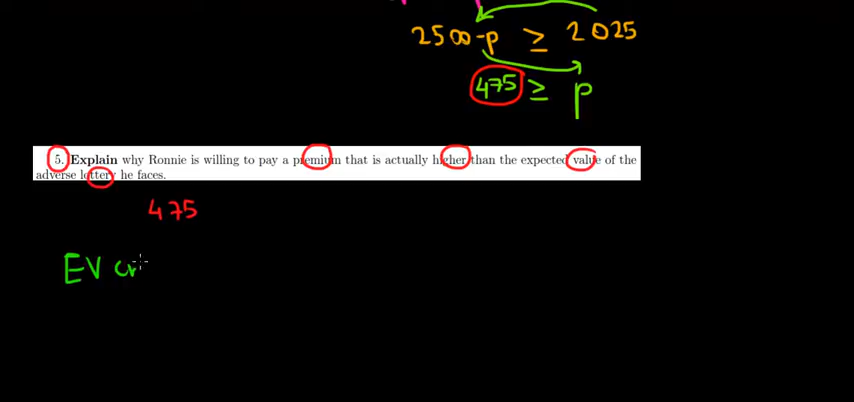 2500-p ≥ 2025
475 ≥ p
5. Explain why Ronnie is willing to pay a premium that is actually higher than the expected value of the
adverse lottery he faces.
475
EV